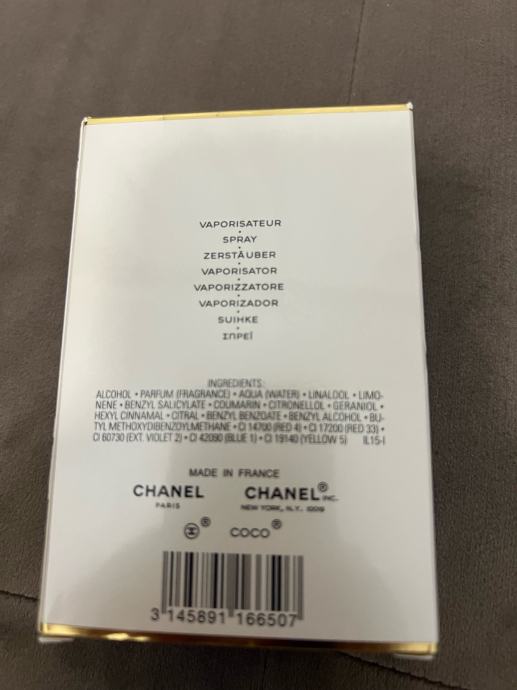 VAPORISATEUR
•
SPRAY
•
ZERSTÄUBER
•
VAPORISATOR
•
VAPORIZZATORE
•
VAPORIZADOR
•
SUIHKE
•
ΣΠΡΕΪ
INGREDIENTS:
ALCOHOL • PARFUM (FRAGRANCE) • AQUA (WATER) • LINALOOL • LIMO-
NENE • BENZYL SALICYLATE • COUMARIN • CITRONELLOL • GERANIOL •
HEXYL CINNAMAL • CITRAL • BENZYL BENZOATE • BENZYL ALCOHOL • BU-
TYL METHOXYDIBENZOYLMETHANE • CI 14700 (RED 4) • CI 17200 (RED 33) •
CI 60730 (EXT. VIOLET 2) • CI 42090 (BLUE 1) • CI 19140 (YELLOW 5) IL15-I
MADE IN FRANCE
CHANEL CHANEL® INC.
PARIS NEW YORK, N.Y. 10019
® COCO®
3 145891 166507